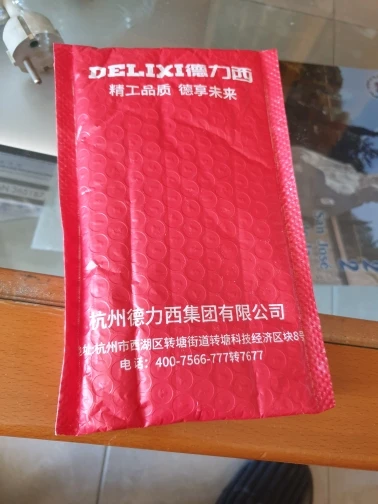 DELIXI德力西
精工品质 德享未来
杭州德力西集团有限公司
杭州市西湖区转塘街道转塘科技经济区块8号
电话：400-7566-777转7677
San Jose
2